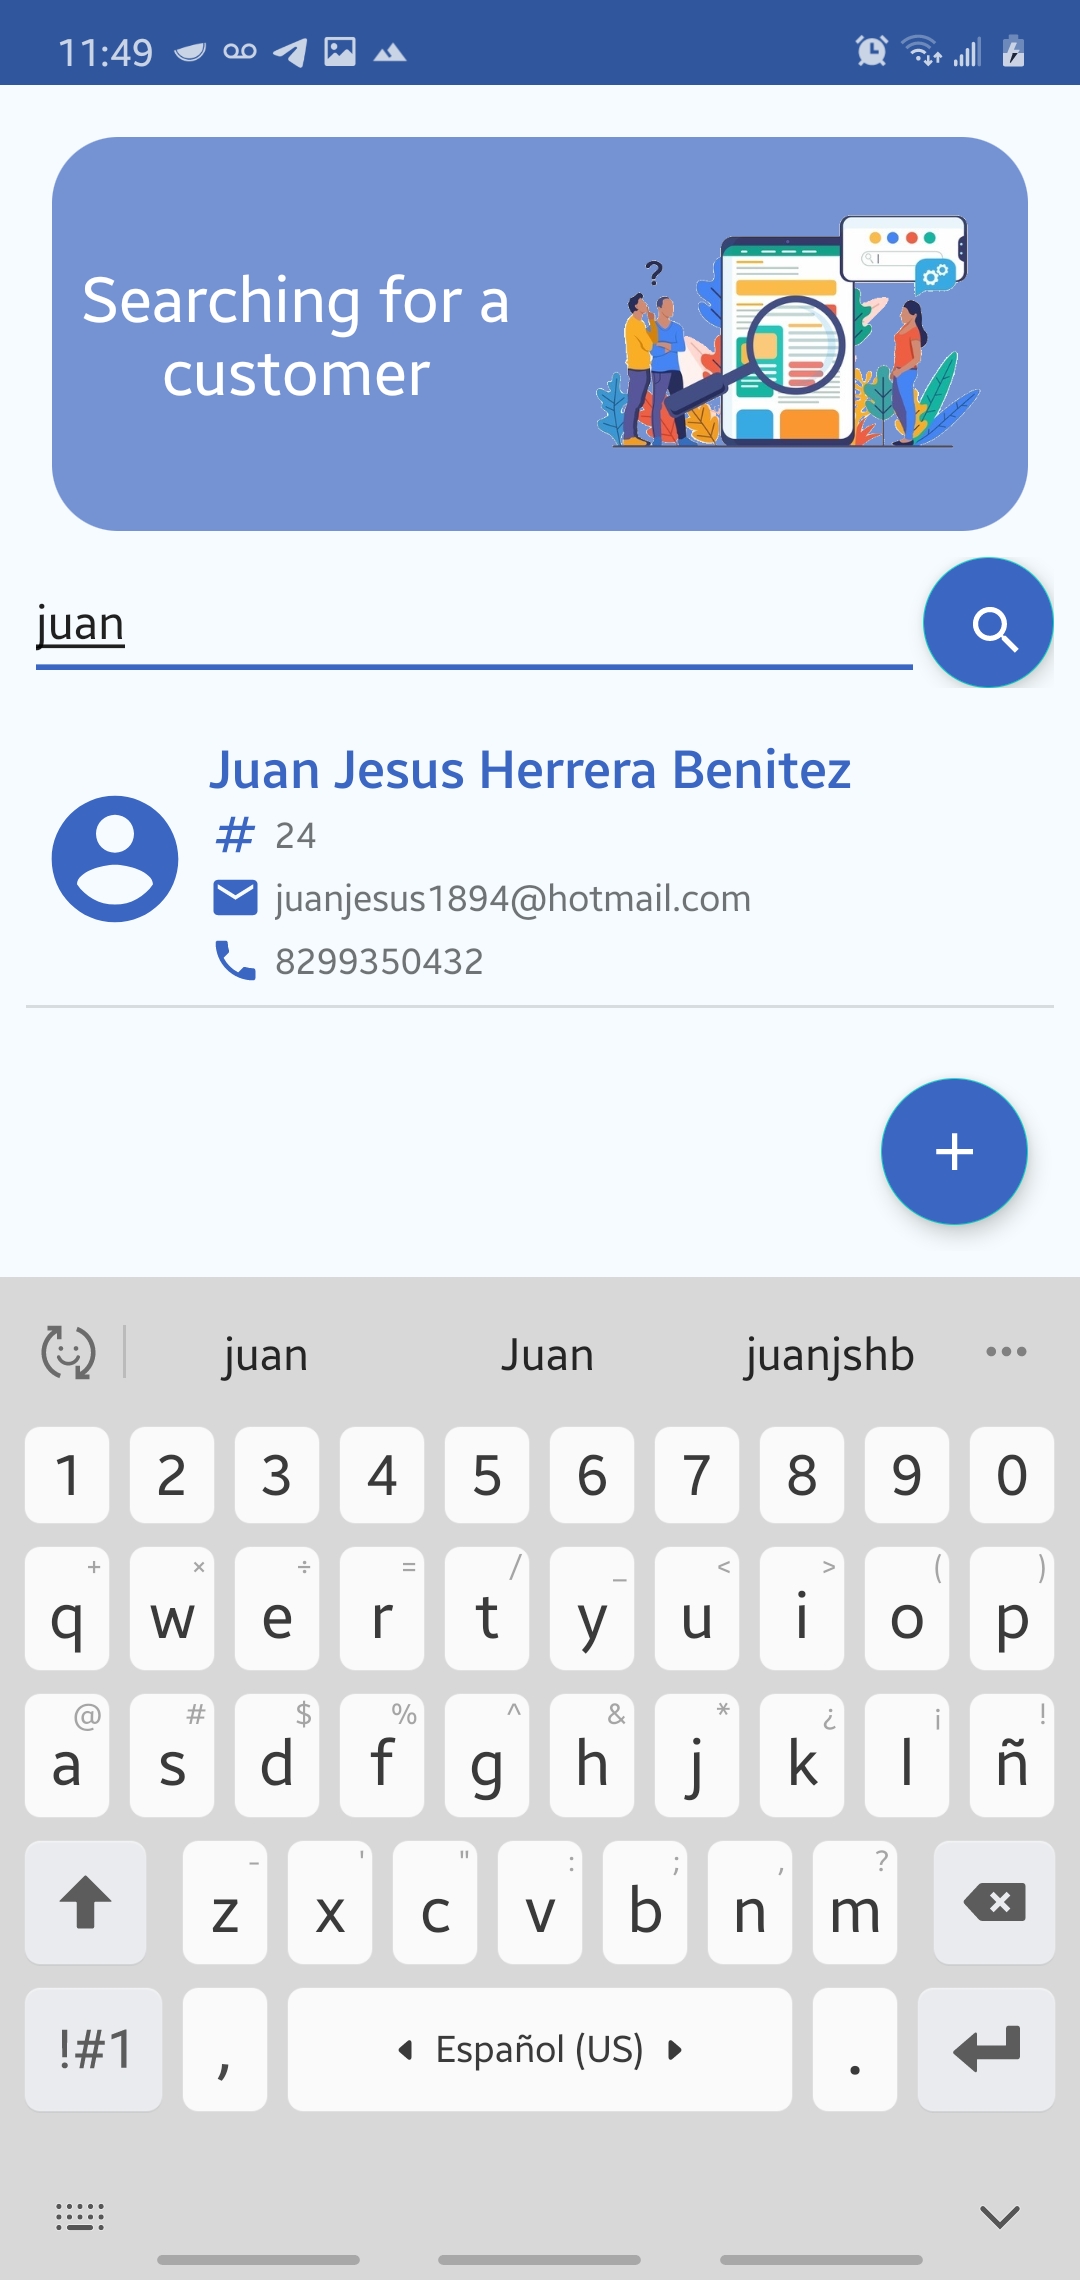 11:49
?
Searching for a
customer
juan
Juan Jesus Herrera Benitez
# 24
juanjesus1894@hotmail.com
8299350432
+
juan Juan juanjshb ...
1 2 3 4 5 6 7 8 9 0
+ × ÷ = / _ < > ( )
q w e r t y u i o p
@ # $ % ^ & * ¿ ¡ !
a s d f g h j k l ñ
- ' " : ; , ?
z x c v b n m
!#1 , Español (US) .